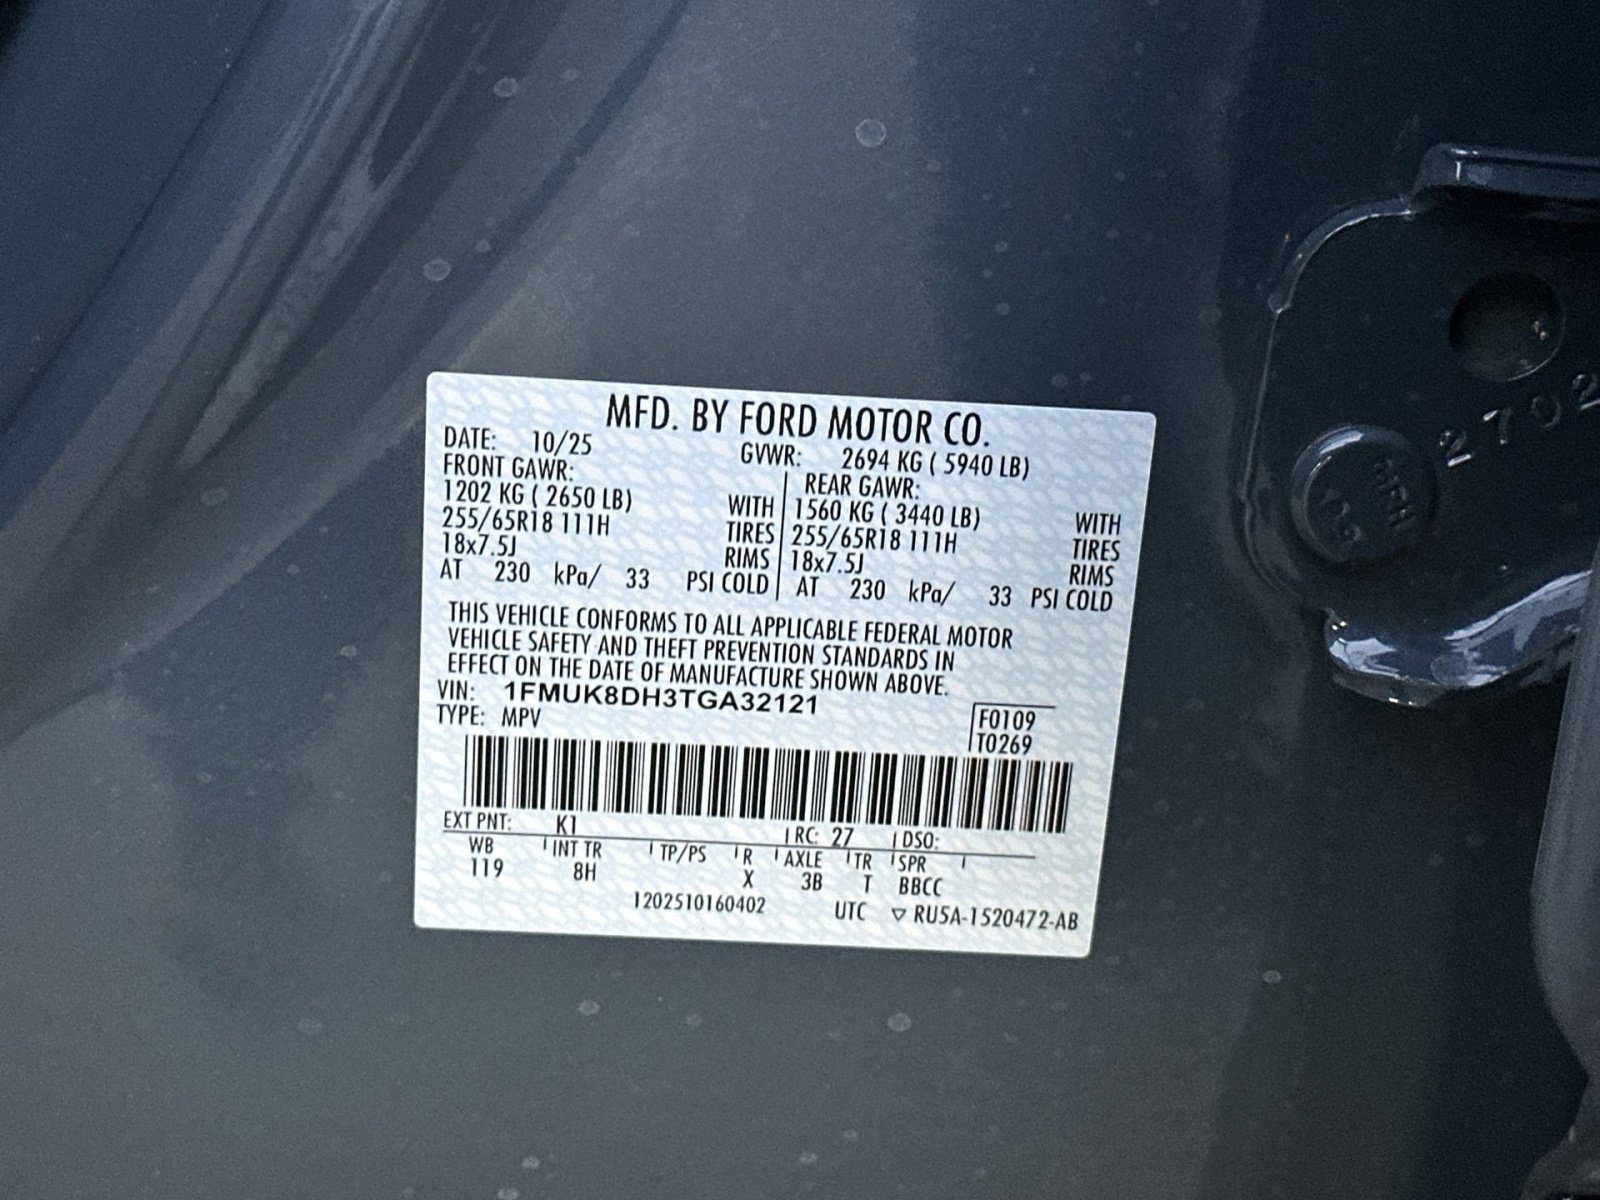 MFD. BY FORD MOTOR CO.
DATE: 10/25 GVWR: 2694 KG ( 5940 LB)
FRONT GAWR: REAR GAWR:
1202 KG ( 2650 LB) WITH 1560 KG ( 3440 LB) WITH
255/65R18 111H TIRES 255/65R18 111H TIRES
18x7.5J RIMS 18x7.5J RIMS
AT 230 kPa/ 33 PSI COLD AT 230 kPa/ 33 PSI COLD
THIS VEHICLE CONFORMS TO ALL APPLICABLE FEDERAL MOTOR
VEHICLE SAFETY AND THEFT PREVENTION STANDARDS IN
EFFECT ON THE DATE OF MANUFACTURE SHOWN ABOVE.
VIN: 1FMUK8DH3TGA32121
TYPE: MPV
F0109
T0269
EXT PNT: K1 RC: 27 DSO:
WB INT TR TP/PS R AXLE TR SPR
119 8H X 3B T BBCC
1202510160402 UTC ▽ RU5A-1520472-AB
2702